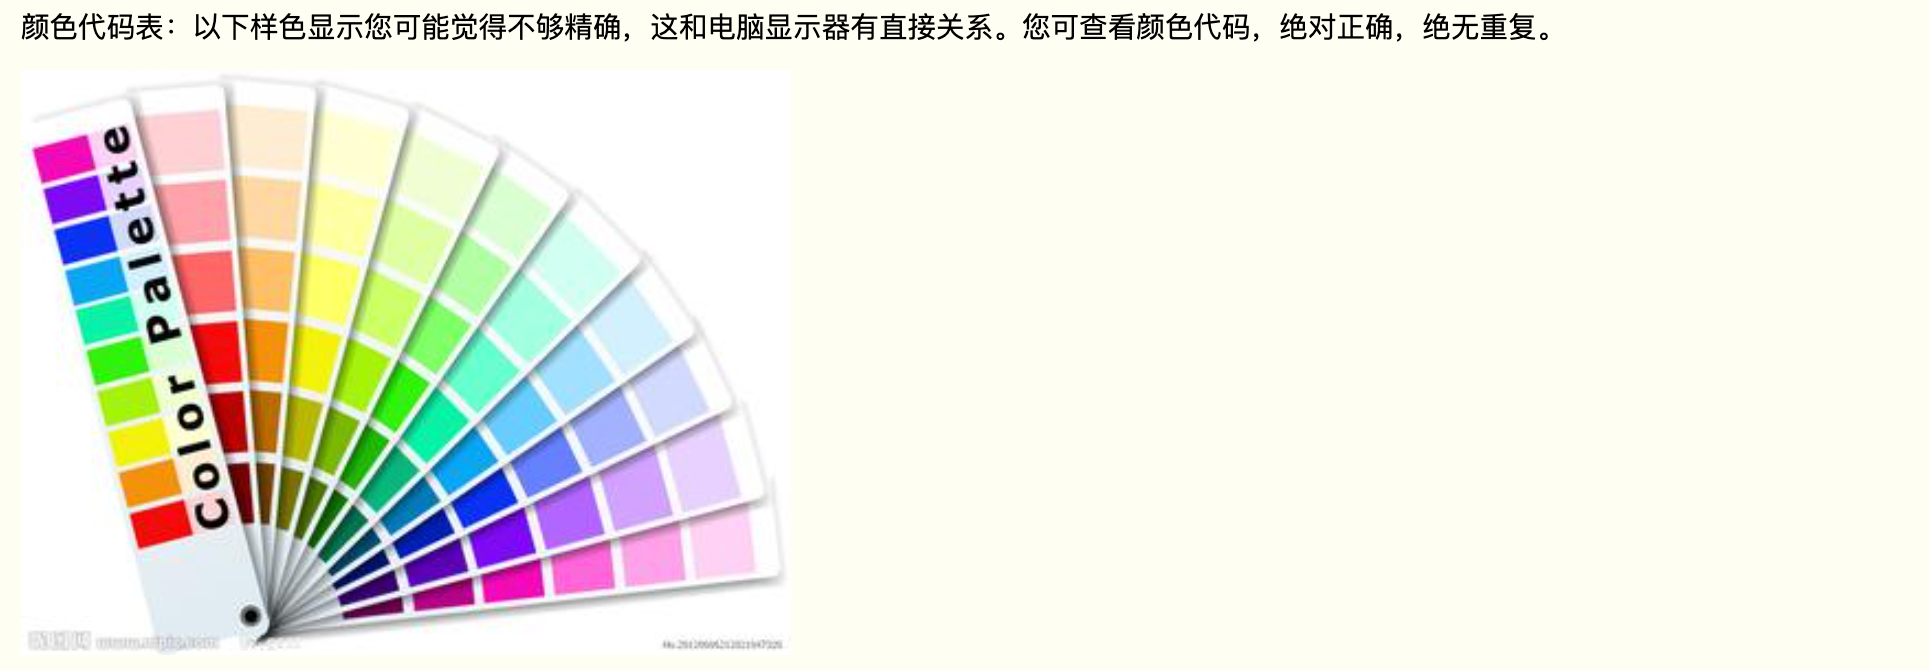 颜色代码表：以下样色显示您可能觉得不够精确，这和电脑显示器有直接关系。您可查看颜色代码，绝对正确，绝无重复。
Color Palette
昵图网 www.nipic.com